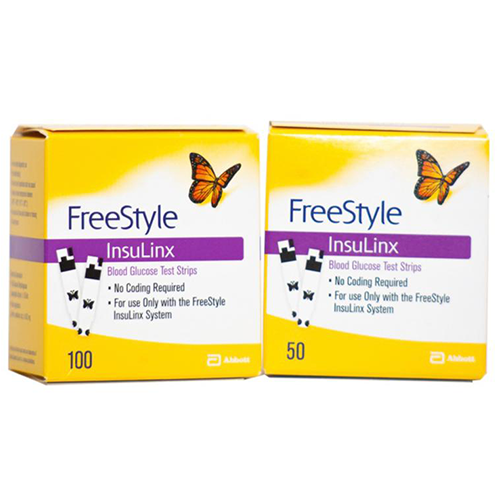 FreeStyle
InsuLinx
Blood Glucose Test Strips
• No Coding Required
• For use Only with the FreeStyle
InsuLinx System
100
Abbott
FreeStyle
InsuLinx
Blood Glucose Test Strips
• No Coding Required
• For use Only with the FreeStyle
InsuLinx System
50
Abbott